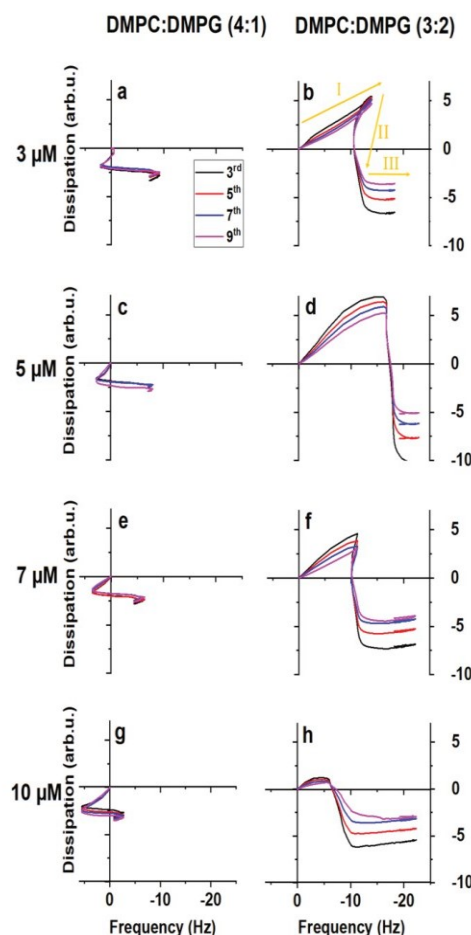 DMPC:DMPG (4:1) DMPC:DMPG (3:2)
a
b
I
II
III
5
0
-5
-10
3 µM
Dissipation (arb.u.)
3rd
5th
7th
9th
c
d
5
0
-5
-10
5 µM
Dissipation (arb.u.)
e
f
5
0
-5
-10
7 µM
Dissipation (arb.u.)
g
h
5
0
-5
-10
10 µM
Dissipation (arb.u.)
0 -10 -20 0 -10 -20
Frequency (Hz) Frequency (Hz)